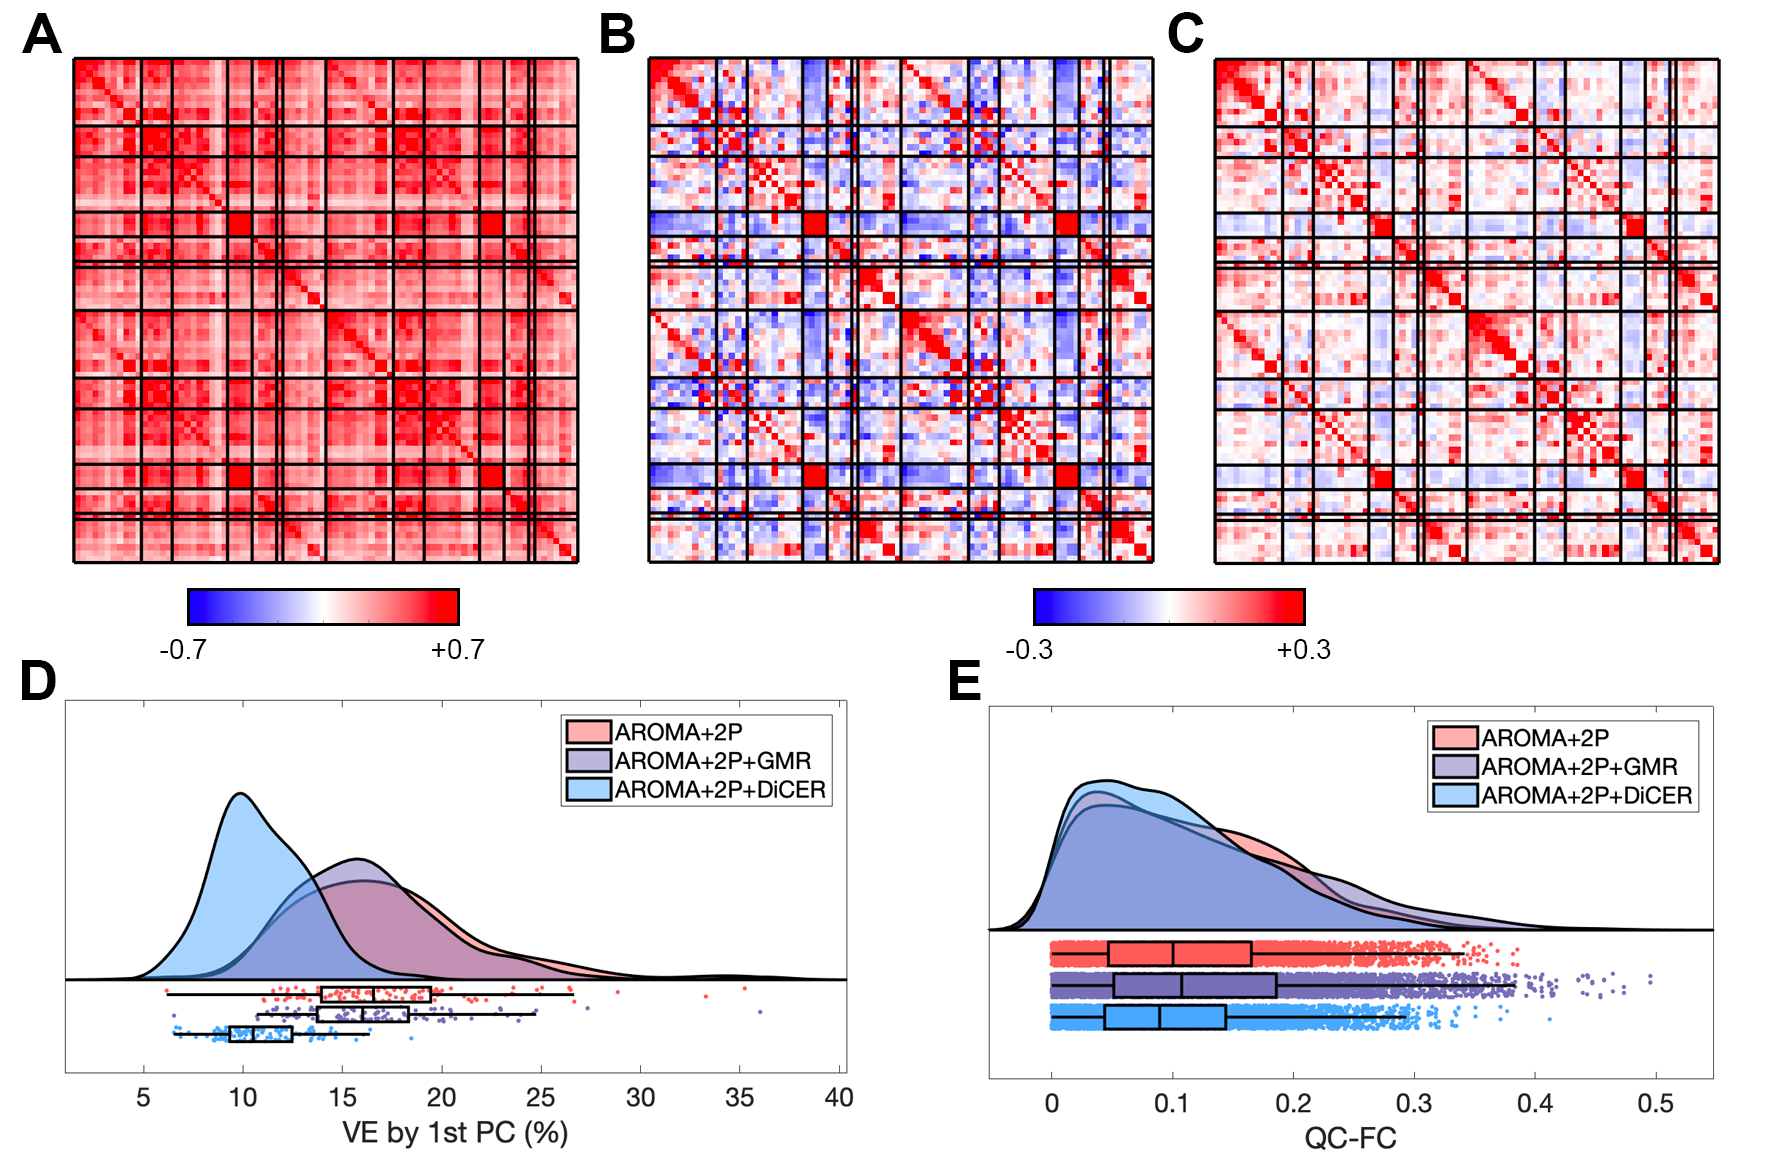 A
B
C
-0.7
+0.7
-0.3
+0.3
D
AROMA+2P
AROMA+2P+GMR
AROMA+2P+DiCER
5
10
15
20
25
30
35
40
VE by 1st PC (%)
E
AROMA+2P
AROMA+2P+GMR
AROMA+2P+DiCER
0
0.1
0.2
0.3
0.4
0.5
QC-FC